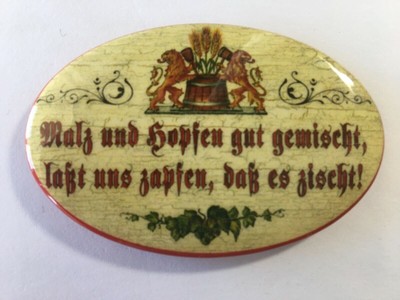 Malz und Hopfen gut gemischt,
laßt uns zapfen, daß es zischt!